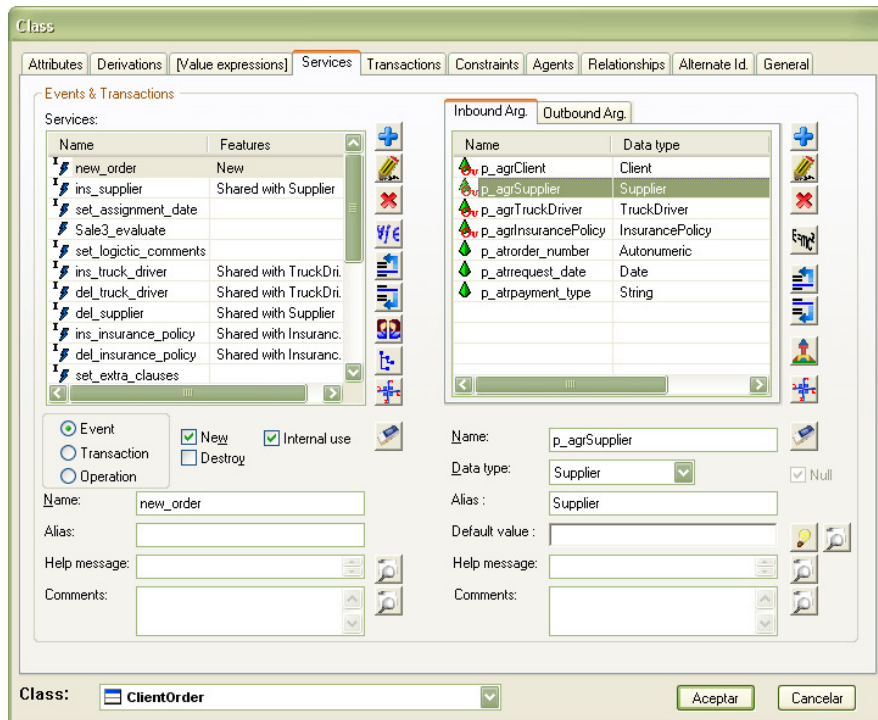 Class
Attributes Derivations [Value expressions] Services Transactions Constraints Agents Relationships Alternate Id. General
Events & Transactions
Services:
Name Features
new_order New
ins_supplier Shared with Supplier
set_assignment_date
Sale3_evaluate
set_logictic_comments
ins_truck_driver Shared with TruckDri.
del_truck_driver Shared with TruckDri.
del_supplier Shared with Supplier
ins_insurance_policy Shared with Insuranc.
del_insurance_policy Shared with Insuranc.
set_extra_clauses
Event
Transaction
Operation
New
Destroy
Internal use
Name: new_order
Alias:
Help message:
Comments:
Inbound Arg. Outbound Arg.
Name Data type
p_agrClient Client
p_agrSupplier Supplier
p_agrTruckDriver TruckDriver
p_agrInsurancePolicy InsurancePolicy
p_atrorder_number Autonumeric
p_atrrequest_date Date
p_atrpayment_type String
Name: p_agrSupplier
Data type: Supplier
Null
Alias : Supplier
Default value :
Help message:
Comments:
Class: ClientOrder
Aceptar Cancelar